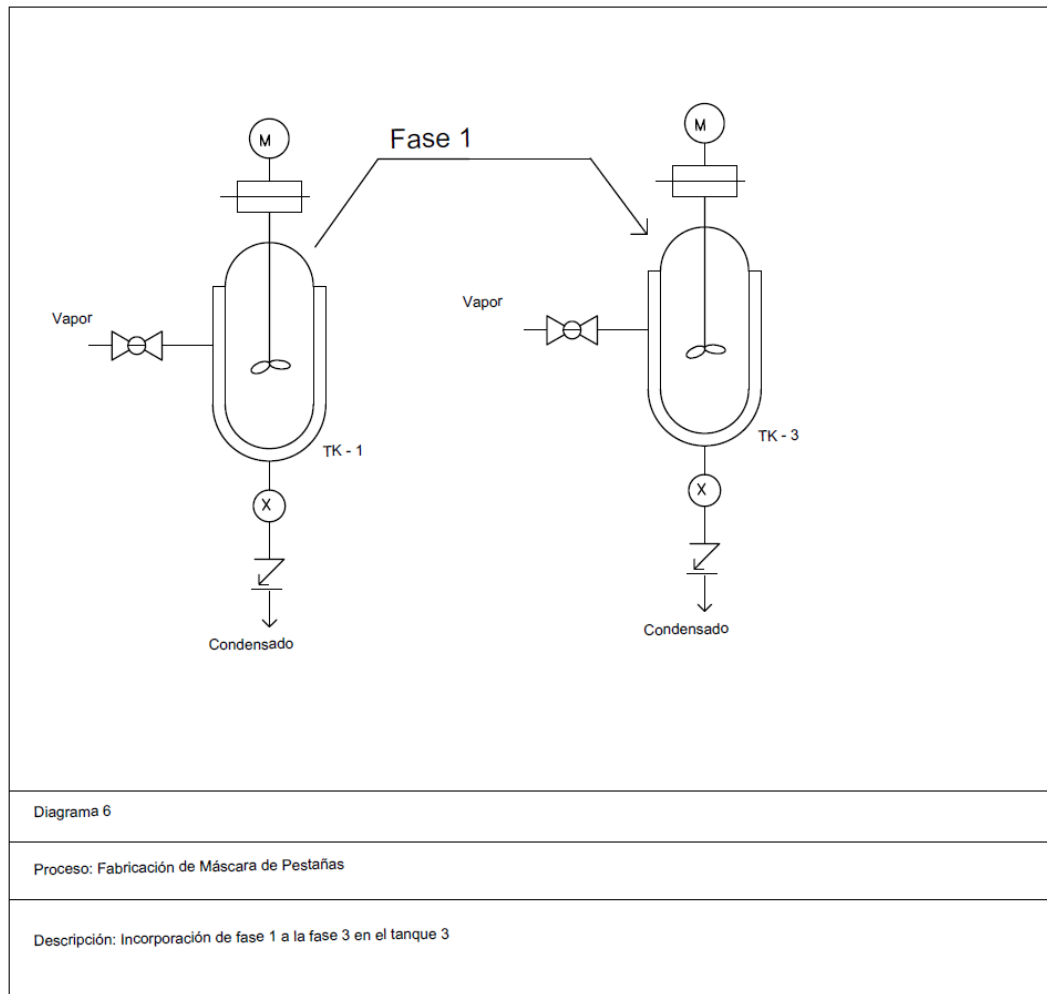 M
M
Fase 1
Vapor
Vapor
TK - 1
TK - 3
X
X
Condensado
Condensado
Diagrama 6
Proceso: Fabricación de Máscara de Pestañas
Descripción: Incorporación de fase 1 a la fase 3 en el tanque 3